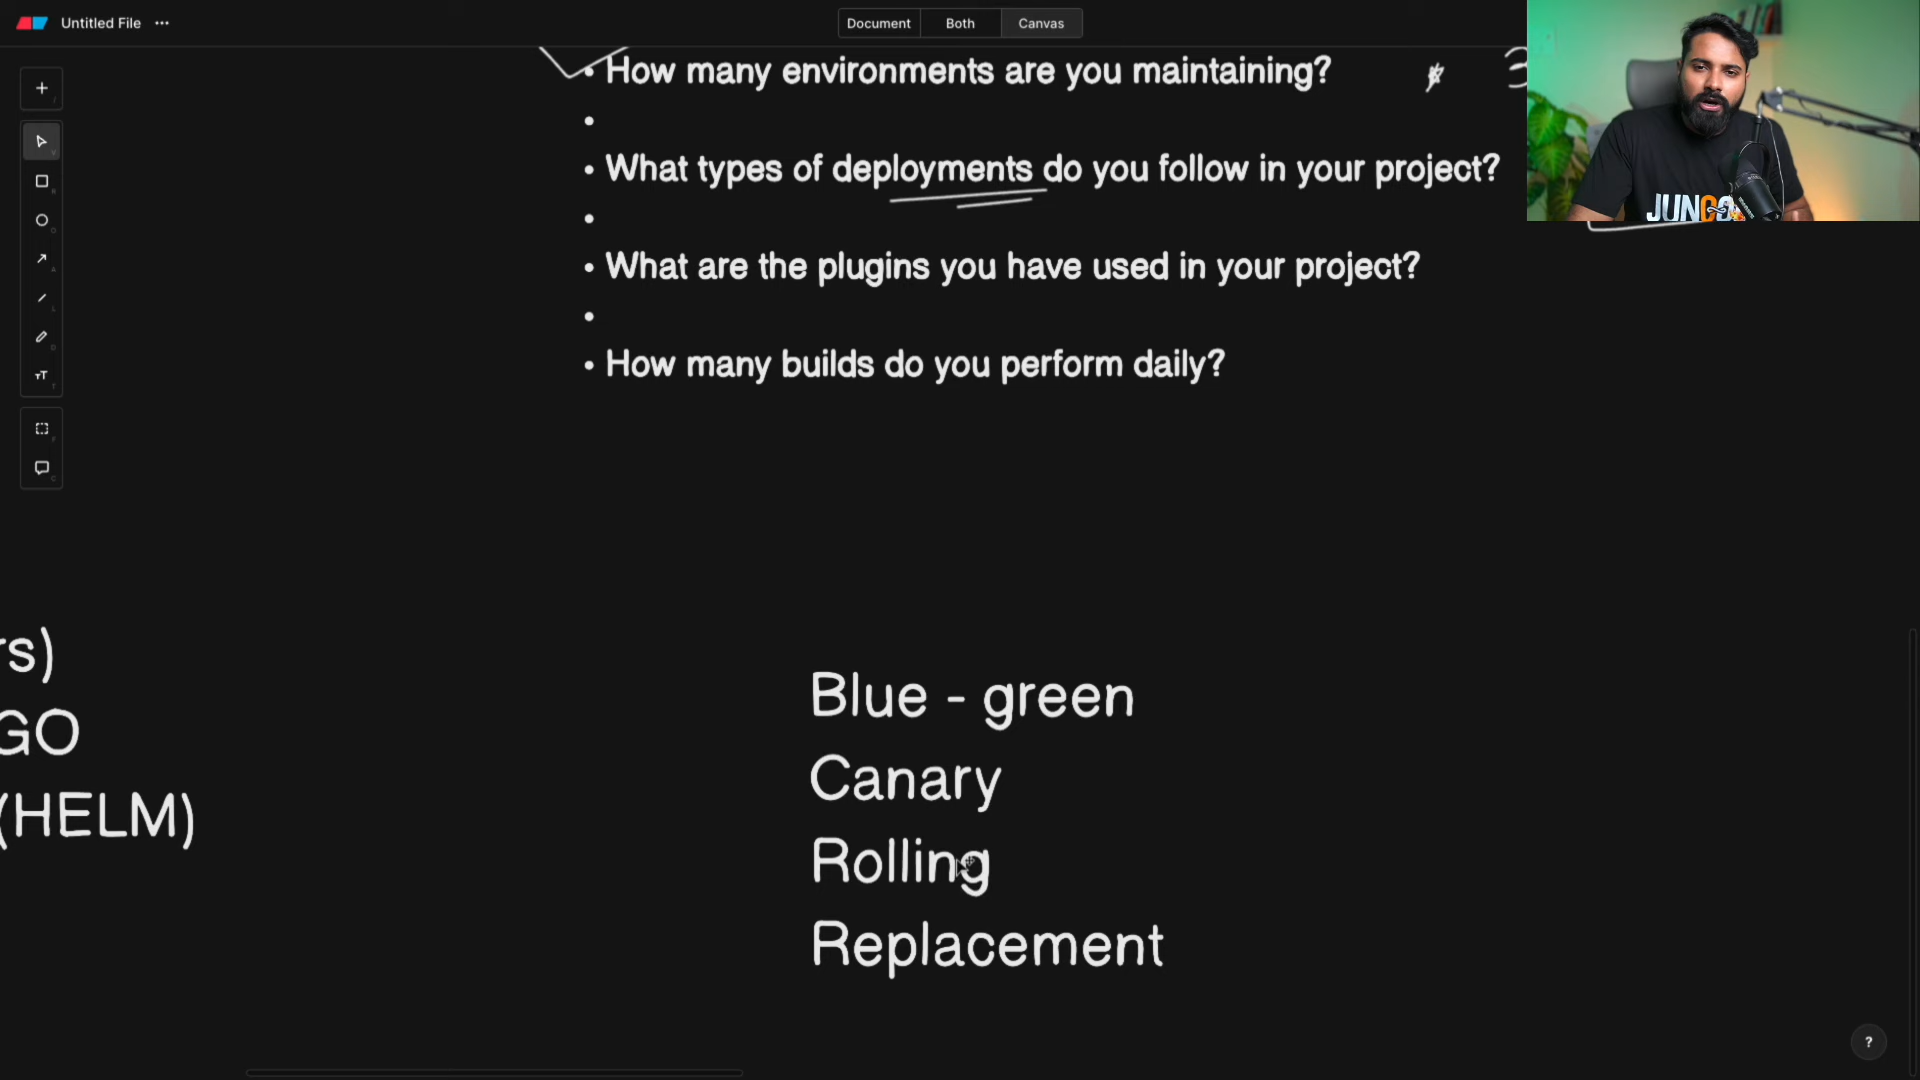 Untitled File ...
Document Both Canvas
• How many environments are you maintaining? 3
•
• What types of deployments do you follow in your project?
•
• What are the plugins you have used in your project?
•
• How many builds do you perform daily?
rs)
GO
(HELM)
Blue - green
Canary
Rolling
Replacement
?